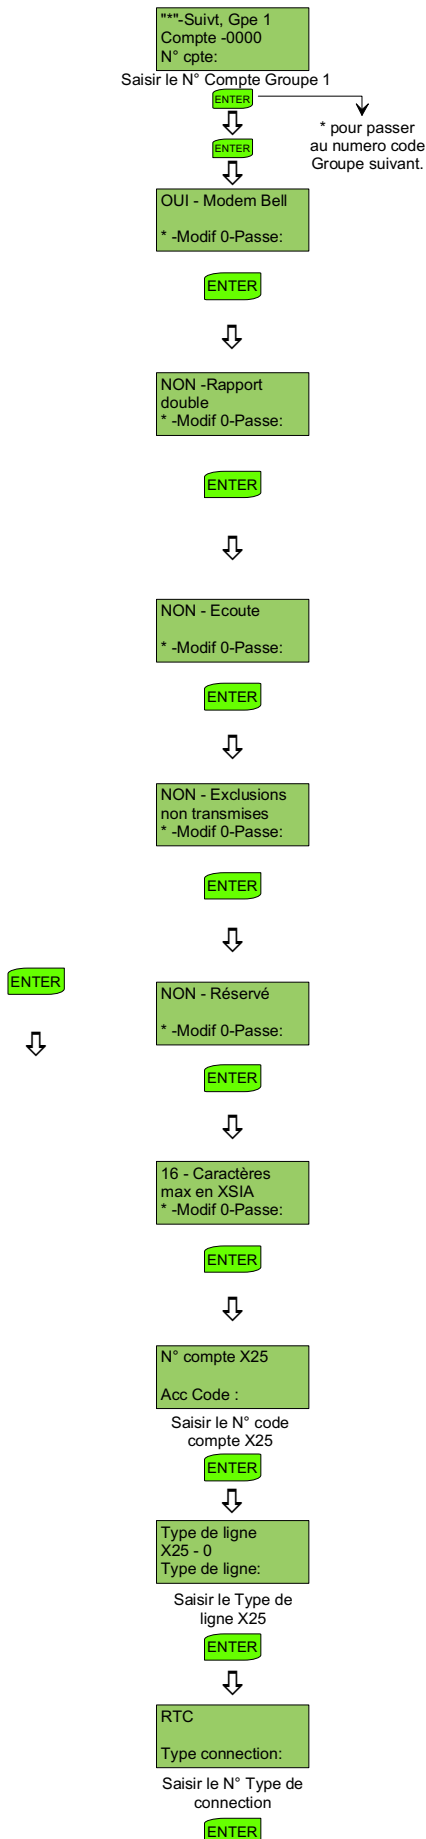 "*"-Suivt, Gpe 1
Compte -0000
N° cpte:
Saisir le N° Compte Groupe 1
ENTER
* pour passer
au numero code
Groupe suivant.
ENTER
OUI - Modem Bell
* -Modif 0-Passe:
ENTER
NON -Rapport
double
* -Modif 0-Passe:
ENTER
NON - Ecoute
* -Modif 0-Passe:
ENTER
NON - Exclusions
non transmises
* -Modif 0-Passe:
ENTER
ENTER
NON - Réservé
* -Modif 0-Passe:
ENTER
16 - Caractères
max en XSIA
* -Modif 0-Passe:
ENTER
N° compte X25
Acc Code :
Saisir le N° code
compte X25
ENTER
Type de ligne
X25 - 0
Type de ligne:
Saisir le Type de
ligne X25
ENTER
RTC
Type connection:
Saisir le N° Type de
connection
ENTER